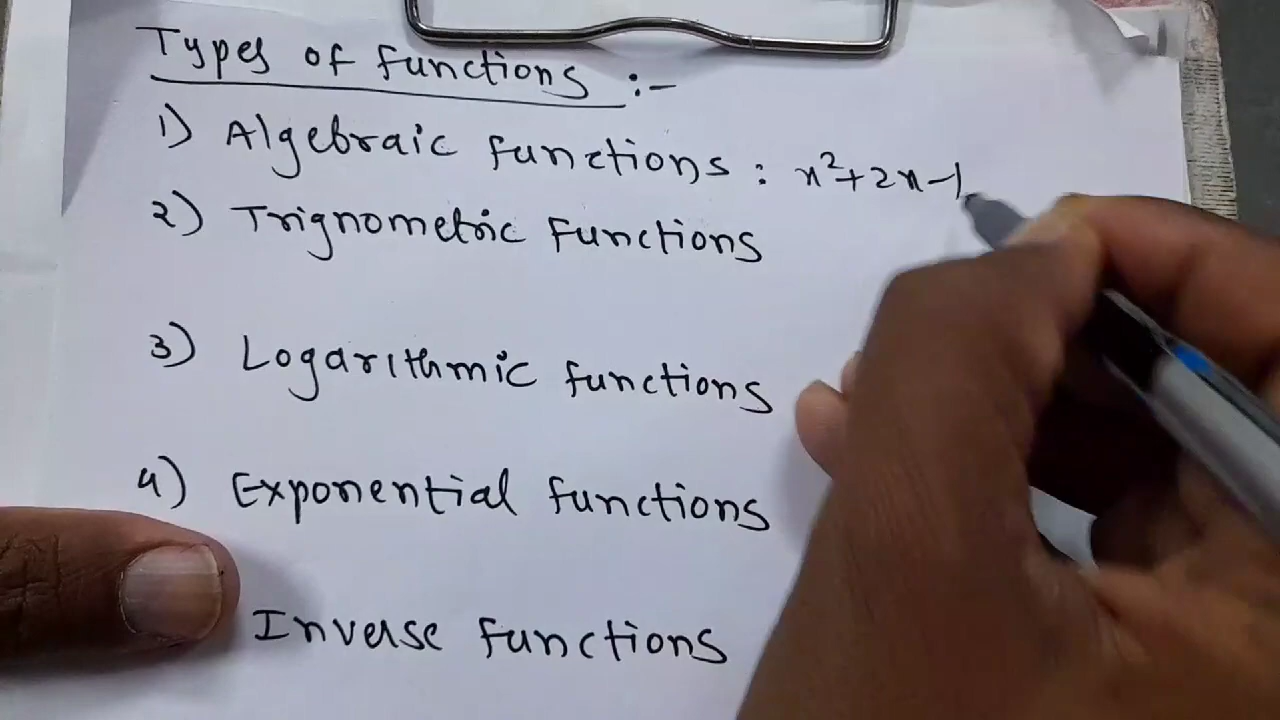 Types of functions :-
1) Algebraic functions : x²+2x-1
2) Trignometric Functions
3) Logarithmic functions
4) Exponential functions
Inverse functions